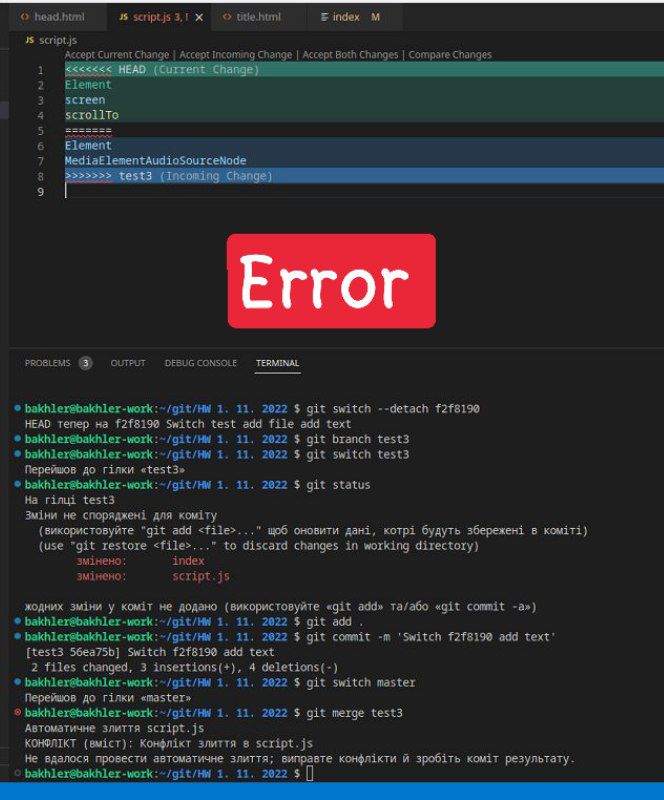 head.html JS script.js 3, ! title.html index M
JS script.js
Accept Current Change | Accept Incoming Change | Accept Both Changes | Compare Changes
1 <<<<<<< HEAD (Current Change)
2 Element
3 screen
4 scrollTo
5 =======
6 Element
7 MediaElementAudioSourceNode
8 >>>>>>> test3 (Incoming Change)
9
Error
PROBLEMS 3 OUTPUT DEBUG CONSOLE TERMINAL
bakhler@bakhler-work:~/git/HW 1. 11. 2022 $ git switch --detach f2f8190
HEAD тепер на f2f8190 Switch test add file add text
bakhler@bakhler-work:~/git/HW 1. 11. 2022 $ git branch test3
bakhler@bakhler-work:~/git/HW 1. 11. 2022 $ git switch test3
Перейшов до гілки «test3»
bakhler@bakhler-work:~/git/HW 1. 11. 2022 $ git status
На гілці test3
Зміни не споряджені для коміту
(використовуйте "git add <file>..." щоб оновити дані, котрі будуть збережені в коміті)
(use "git restore <file>..." to discard changes in working directory)
змінено: index
змінено: script.js
жодних зміни у коміт не додано (використовуйте «git add» та/або «git commit -a»)
bakhler@bakhler-work:~/git/HW 1. 11. 2022 $ git add .
bakhler@bakhler-work:~/git/HW 1. 11. 2022 $ git commit -m 'Switch f2f8190 add text'
[test3 56ea75b] Switch f2f8190 add text
2 files changed, 3 insertions(+), 4 deletions(-)
bakhler@bakhler-work:~/git/HW 1. 11. 2022 $ git switch master
Перейшов до гілки «master»
bakhler@bakhler-work:~/git/HW 1. 11. 2022 $ git merge test3
Автоматичне злиття script.js
КОНФЛІКТ (вміст): Конфлікт злиття в script.js
Не вдалося провести автоматичне злиття; виправте конфлікти й зробіть коміт результату.
bakhler@bakhler-work:~/git/HW 1. 11. 2022 $